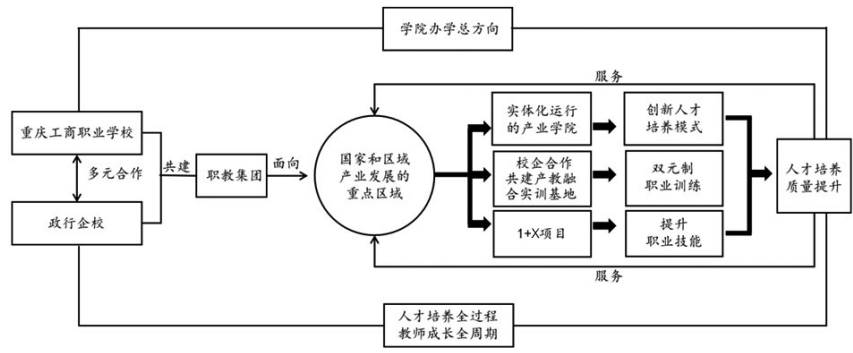 学院办学总方向
服务
重庆工商职业学校
多元合作
政行企校
共建
职教集团
面向
国家和区域
产业发展的
重点区域
实体化运行
的产业学院
创新人才
培养模式
校企合作
共建产教融
合实训基地
双元制
职业训练
1+X项目
提升
职业技能
人才培养
质量提升
服务
人才培养全过程
教师成长全周期